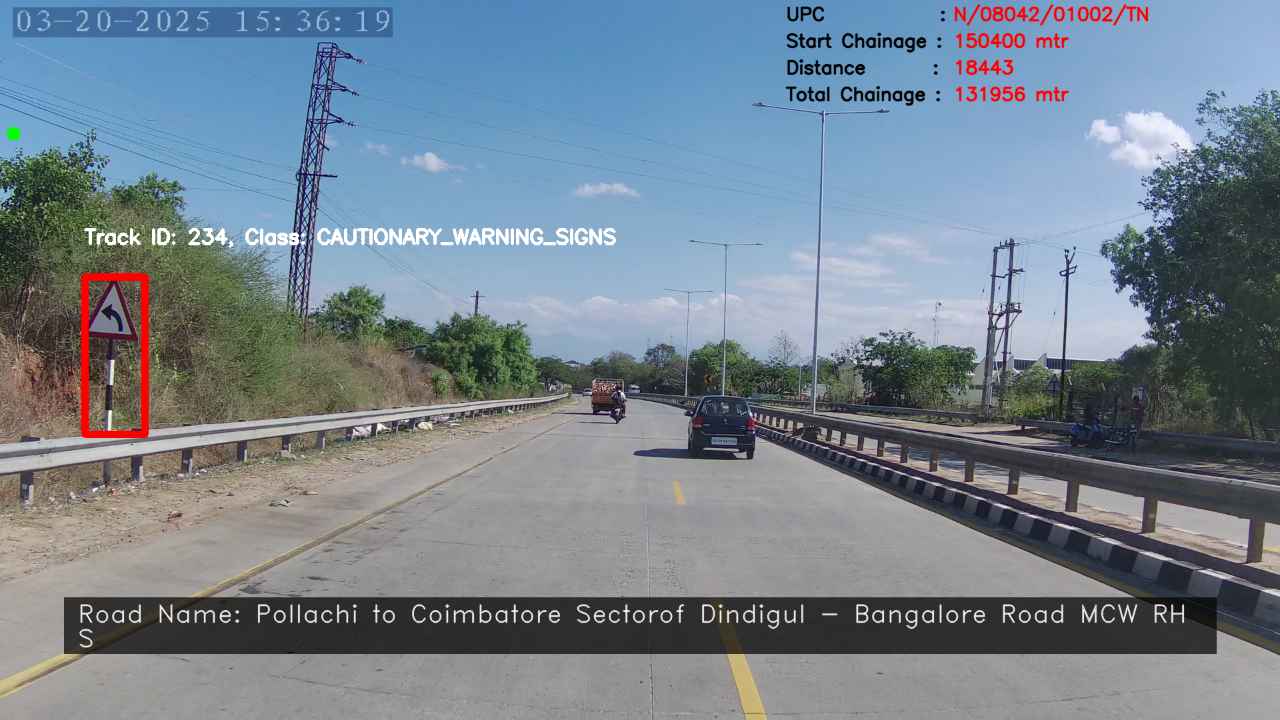 03-20-2025 15:36:19
UPC : N/08042/01002/TN
Start Chainage : 150400 mtr
Distance : 18443
Total Chainage : 131956 mtr
Track ID: 234, Class: CAUTIONARY_WARNING_SIGNS
Road Name: Pollachi to Coimbatore Sectorof Dindigul - Bangalore Road MCW RH
S